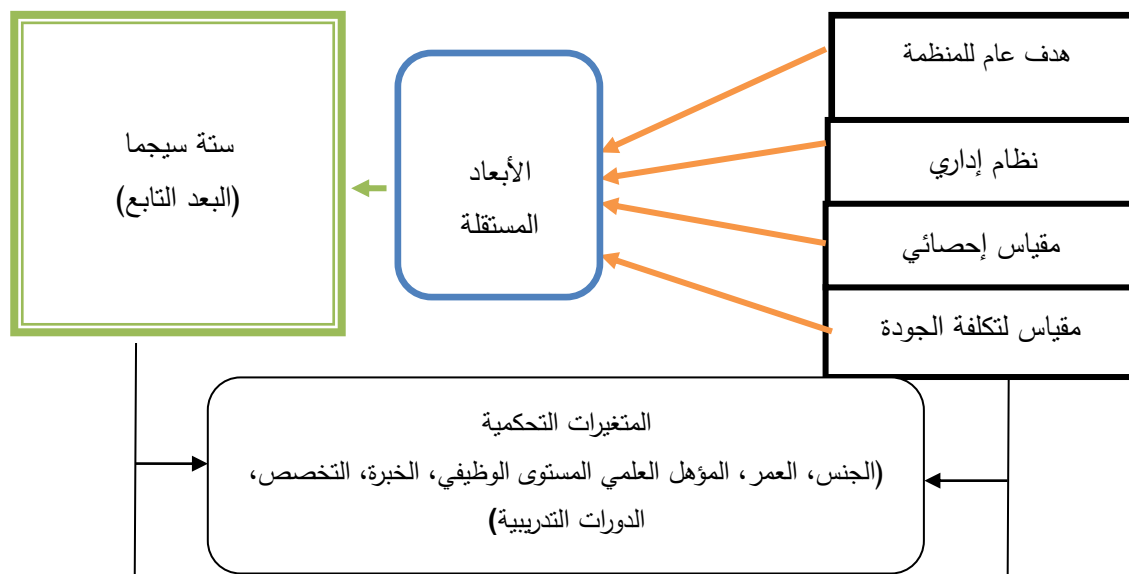 هدف عام للمنظمة
نظام إداري
مقياس إحصائي
مقياس لتكلفة الجودة
الأبعاد
المستقلة
ستة سيجما
(البعد التابع)
المتغيرات التحكمية
(الجنس، العمر، المؤهل العلمي المستوى الوظيفي، الخبرة، التخصص،
الدورات التدريبية)